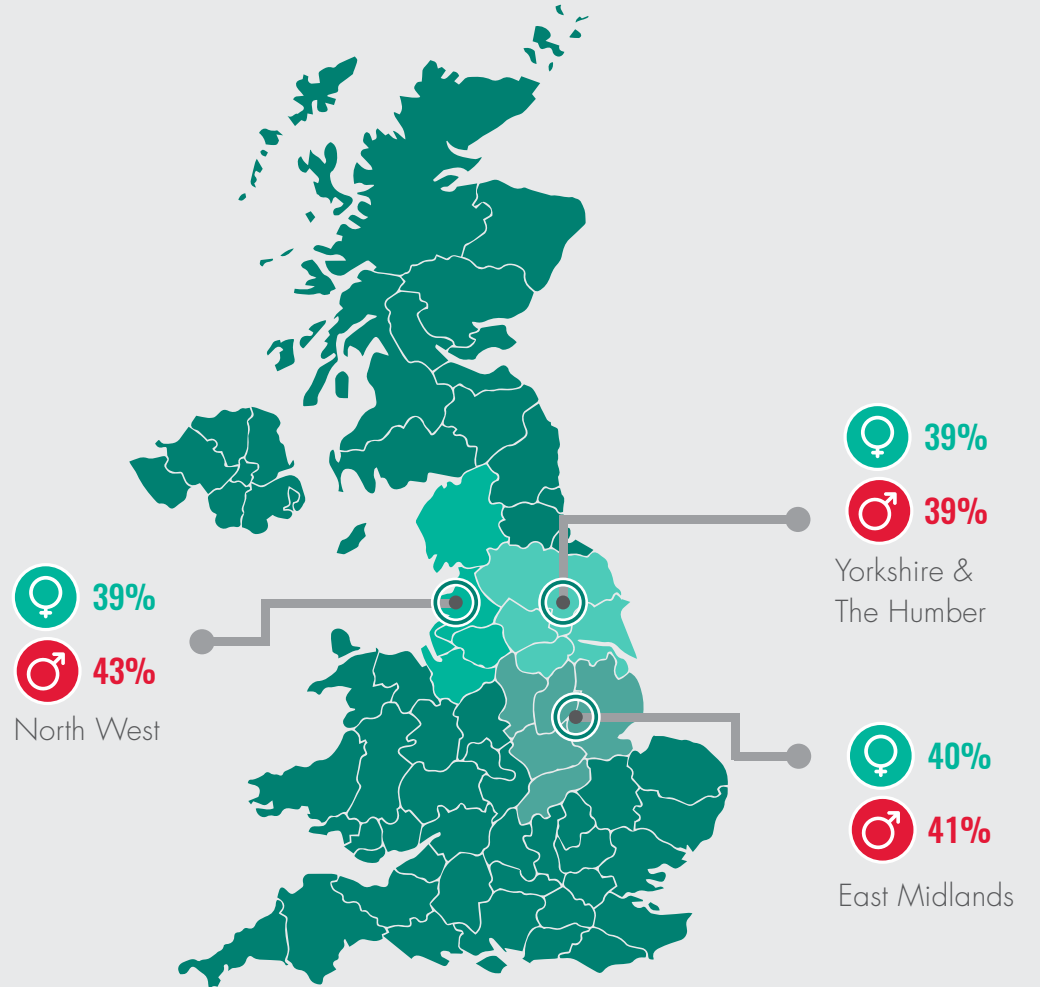 39%
39%
Yorkshire &
The Humber
39%
43%
North West
40%
41%
East Midlands